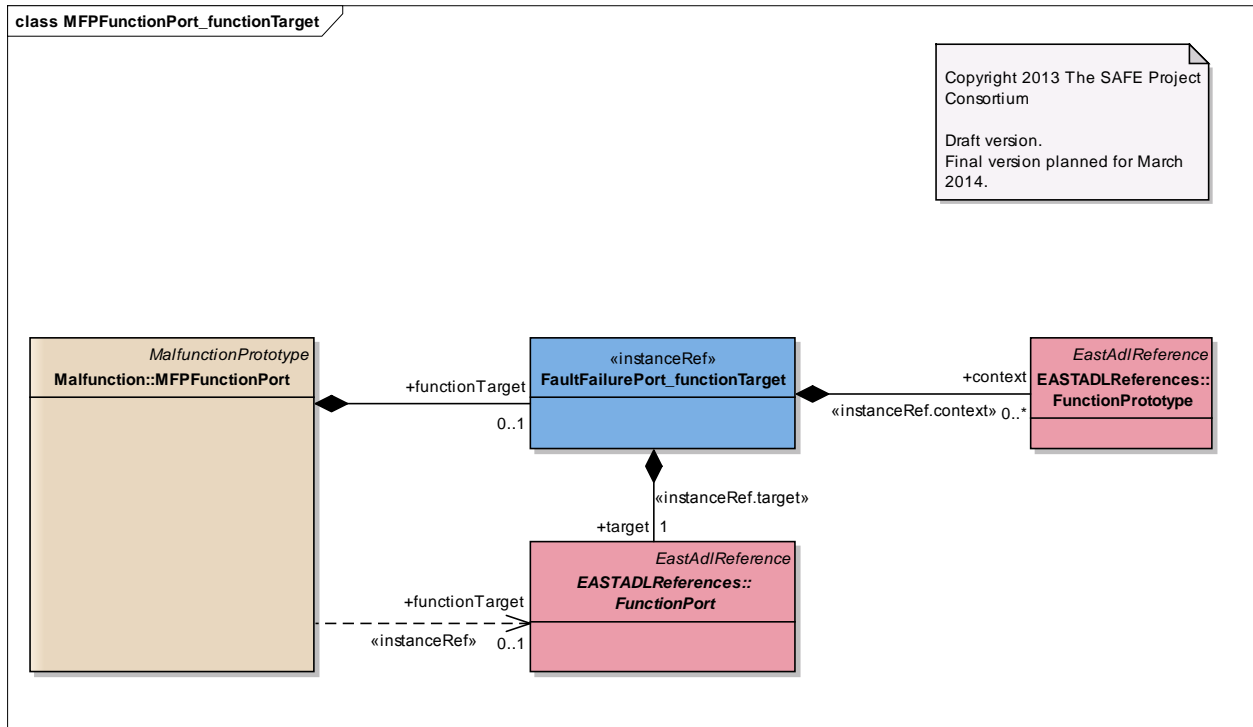 class MFPFunctionPort_functionTarget
Copyright 2013 The SAFE Project
Consortium
Draft version.
Final version planned for March
2014.
MalfunctionPrototype
Malfunction::MFPFunctionPort
+functionTarget
0..1
«instanceRef»
FaultFailurePort_functionTarget
+context
«instanceRef.context» 0..*
EastAdlReference
EASTADLReferences::
FunctionPrototype
«instanceRef.target»
+target 1
EastAdlReference
EASTADLReferences::
FunctionPort
+functionTarget
«instanceRef» 0..1